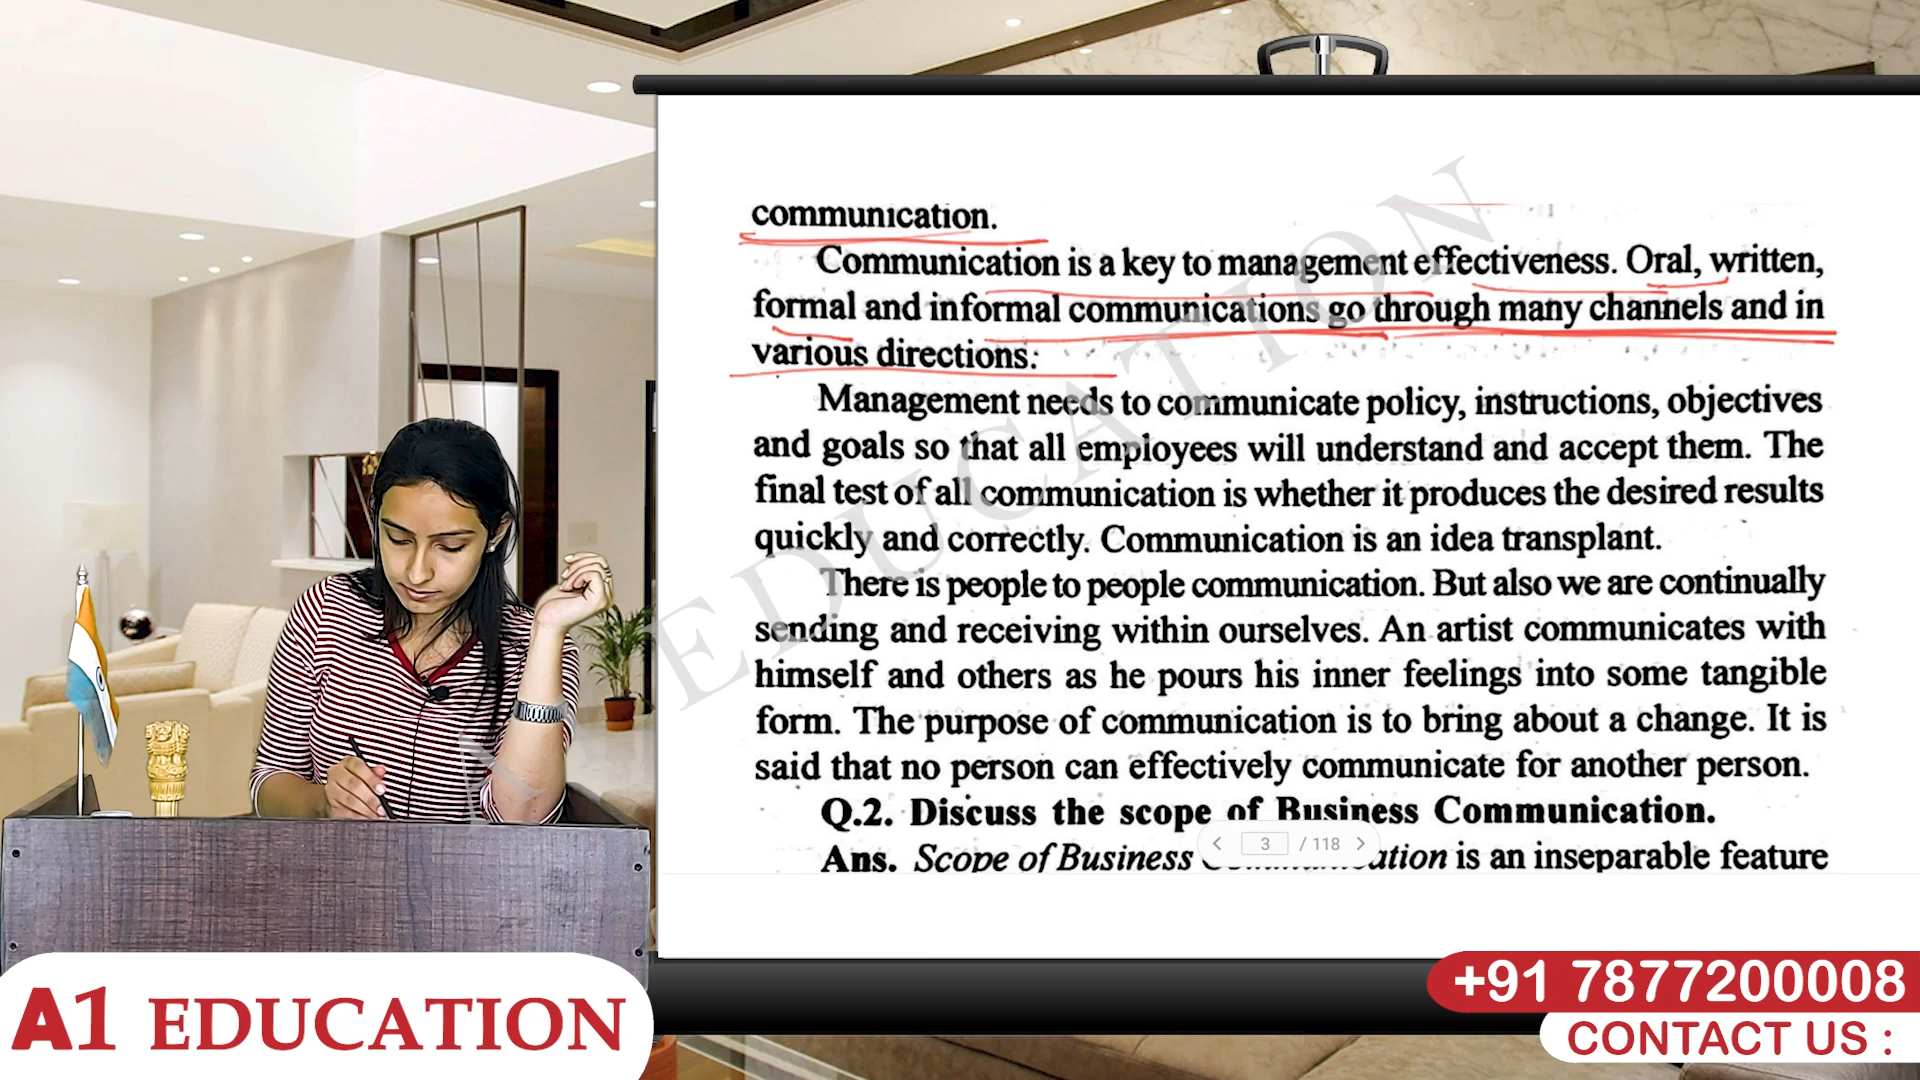 communication.
Communication is a key to management effectiveness. Oral, written,
formal and informal communications go through many channels and in
various directions.
Management needs to communicate policy, instructions, objectives
and goals so that all employees will understand and accept them. The
final test of all communication is whether it produces the desired results
quickly and correctly. Communication is an idea transplant.
There is people to people communication. But also we are continually
sending and receiving within ourselves. An artist communicates with
himself and others as he pours his inner feelings into some tangible
form. The purpose of communication is to bring about a change. It is
said that no person can effectively communicate for another person.
Q.2. Discuss the scope of Business Communication.
Ans. Scope of Business is an inseparable feature
3 / 118
A EDUCATION
A1 EDUCATION
+91 7877200008
CONTACT US :